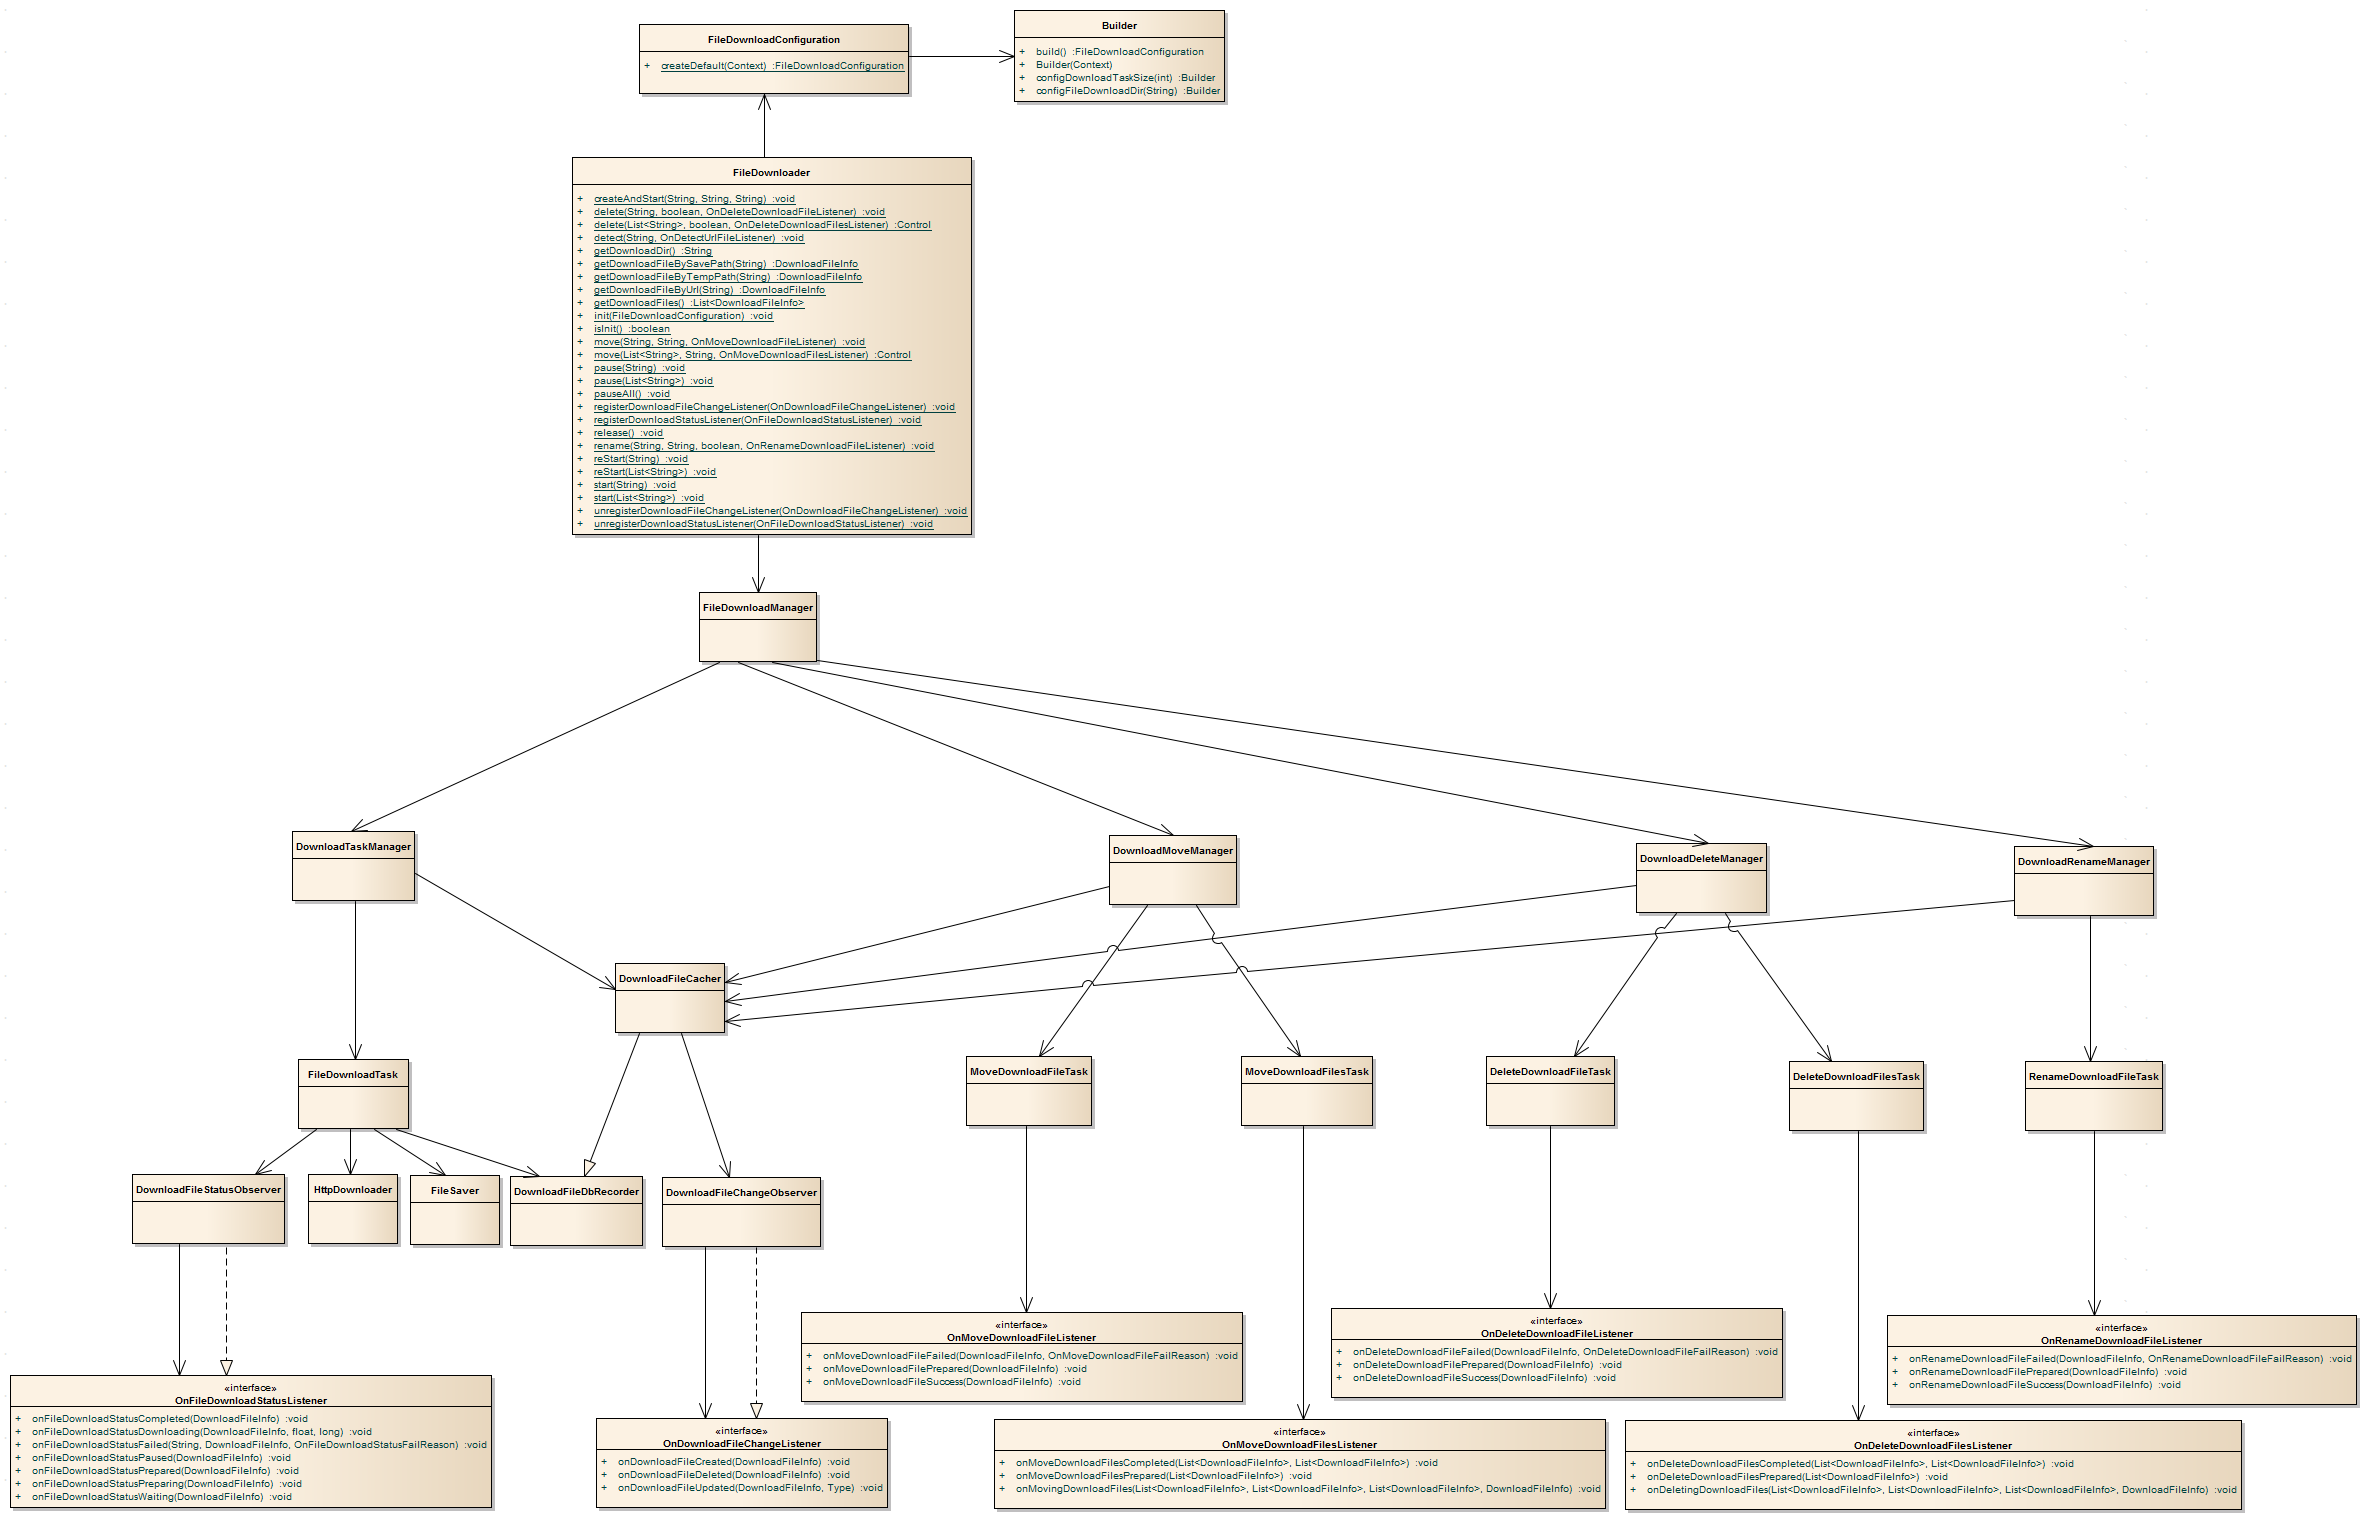 FileDownloadConfiguration
+ createDefault(Context) :FileDownloadConfiguration
Builder
+ build() :FileDownloadConfiguration
+ Builder(Context)
+ configDownloadTaskSize(int) :Builder
+ configFileDownloadDir(String) :Builder
FileDownloader
+ createAndStart(String, String, String) :void
+ delete(String, boolean, OnDeleteDownloadFileListener) :void
+ delete(List<String>, boolean, OnDeleteDownloadFilesListener) :Control
+ detect(String, OnDetectUrlFileListener) :void
+ getDownloadDir() :String
+ getDownloadFileBySavePath(String) :DownloadFileInfo
+ getDownloadFileByTempPath(String) :DownloadFileInfo
+ getDownloadFileByUrl(String) :DownloadFileInfo
+ getDownloadFiles() :List<DownloadFileInfo>
+ init(FileDownloadConfiguration) :void
+ isInit() :boolean
+ move(String, String, OnMoveDownloadFileListener) :void
+ move(List<String>, String, OnMoveDownloadFilesListener) :Control
+ pause(String) :void
+ pause(List<String>) :void
+ pauseAll() :void
+ registerDownloadFileChangeListener(OnDownloadFileChangeListener) :void
+ registerDownloadStatusListener(OnFileDownloadStatusListener) :void
+ release() :void
+ rename(String, String, boolean, OnRenameDownloadFileListener) :void
+ reStart(String) :void
+ reStart(List<String>) :void
+ start(String) :void
+ start(List<String>) :void
+ unregisterDownloadFileChangeListener(OnDownloadFileChangeListener) :void
+ unregisterDownloadStatusListener(OnFileDownloadStatusListener) :void
FileDownloadManager
DownloadTaskManager
DownloadMoveManager
DownloadDeleteManager
DownloadRenameManager
DownloadFileCacher
FileDownloadTask
MoveDownloadFileTask
MoveDownloadFilesTask
DeleteDownloadFileTask
DeleteDownloadFilesTask
RenameDownloadFileTask
DownloadFileStatusObserver
HttpDownloader
FileSaver
DownloadFileDbRecorder
DownloadFileChangeObserver
«interface»
OnMoveDownloadFileListener
+ onMoveDownloadFileFailed(DownloadFileInfo, OnMoveDownloadFileFailReason) :void
+ onMoveDownloadFilePrepared(DownloadFileInfo) :void
+ onMoveDownloadFileSuccess(DownloadFileInfo) :void
«interface»
OnDeleteDownloadFileListener
+ onDeleteDownloadFileFailed(DownloadFileInfo, OnDeleteDownloadFileFailReason) :void
+ onDeleteDownloadFilePrepared(DownloadFileInfo) :void
+ onDeleteDownloadFileSuccess(DownloadFileInfo) :void
«interface»
OnRenameDownloadFileListener
+ onRenameDownloadFileFailed(DownloadFileInfo, OnRenameDownloadFileFailReason) :void
+ onRenameDownloadFilePrepared(DownloadFileInfo) :void
+ onRenameDownloadFileSuccess(DownloadFileInfo) :void
«interface»
OnFileDownloadStatusListener
+ onFileDownloadStatusCompleted(DownloadFileInfo) :void
+ onFileDownloadStatusDownloading(DownloadFileInfo, float, long) :void
+ onFileDownloadStatusFailed(String, DownloadFileInfo, OnFileDownloadStatusFailReason) :void
+ onFileDownloadStatusPaused(DownloadFileInfo) :void
+ onFileDownloadStatusPrepared(DownloadFileInfo) :void
+ onFileDownloadStatusPreparing(DownloadFileInfo) :void
+ onFileDownloadStatusWaiting(DownloadFileInfo) :void
«interface»
OnDownloadFileChangeListener
+ onDownloadFileCreated(DownloadFileInfo) :void
+ onDownloadFileDeleted(DownloadFileInfo) :void
+ onDownloadFileUpdated(DownloadFileInfo, Type) :void
«interface»
OnMoveDownloadFilesListener
+ onMoveDownloadFilesCompleted(List<DownloadFileInfo>, List<DownloadFileInfo>) :void
+ onMoveDownloadFilesPrepared(List<DownloadFileInfo>) :void
+ onMovingDownloadFiles(List<DownloadFileInfo>, List<DownloadFileInfo>, List<DownloadFileInfo>, DownloadFileInfo) :void
«interface»
OnDeleteDownloadFilesListener
+ onDeleteDownloadFilesCompleted(List<DownloadFileInfo>, List<DownloadFileInfo>) :void
+ onDeleteDownloadFilesPrepared(List<DownloadFileInfo>) :void
+ onDeletingDownloadFiles(List<DownloadFileInfo>, List<DownloadFileInfo>, List<DownloadFileInfo>, DownloadFileInfo) :void